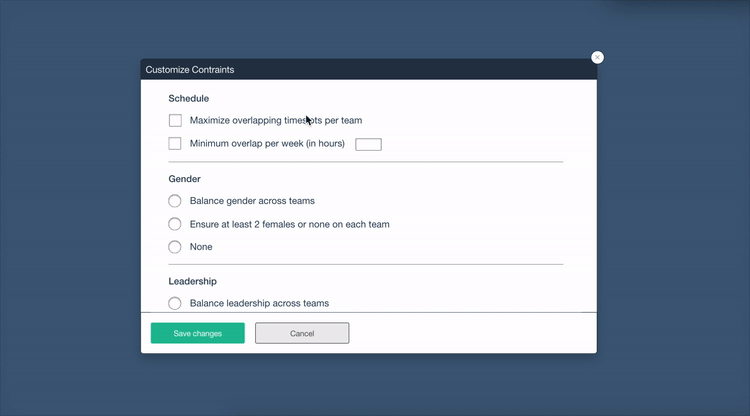 Customize Contraints
Schedule
Maximize overlapping timeslots per team
Minimum overlap per week (in hours)
Gender
Balance gender across teams
Ensure at least 2 females or none on each team
None
Leadership
Balance leadership across teams
Save changes
Cancel